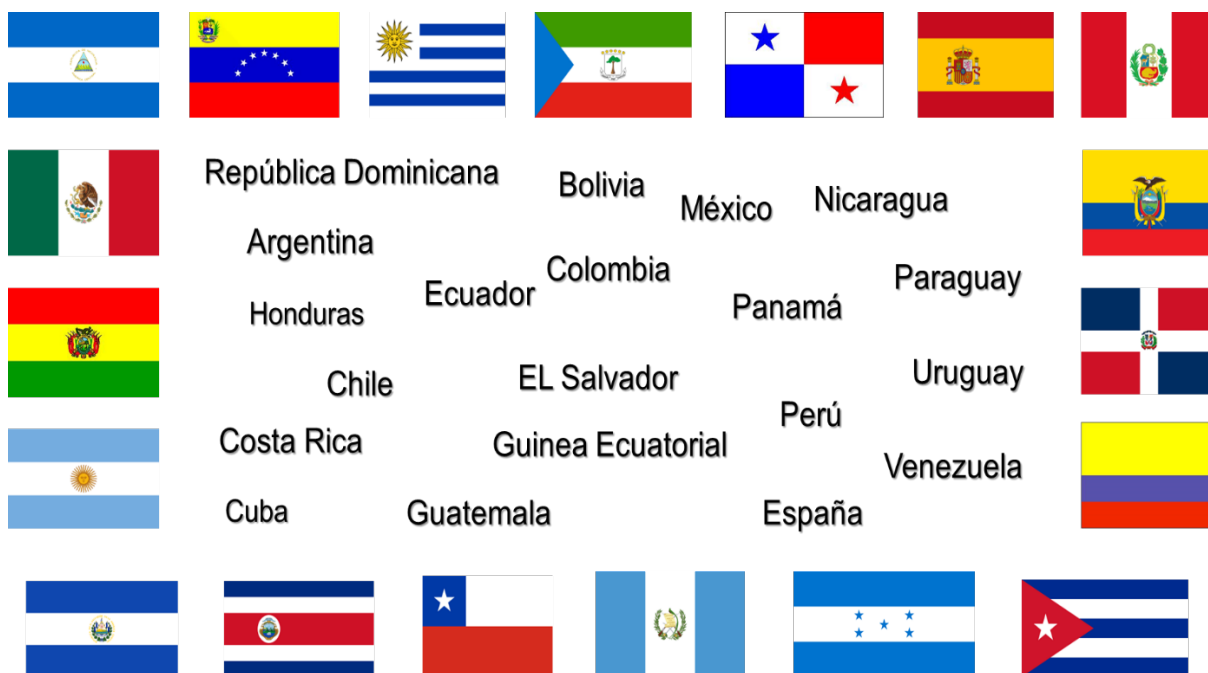 República Dominicana
Bolivia
México
Nicaragua
Argentina
Colombia
Paraguay
Ecuador
Panamá
Honduras
Chile
EL Salvador
Uruguay
Perú
Costa Rica
Guinea Ecuatorial
Venezuela
Cuba
Guatemala
España